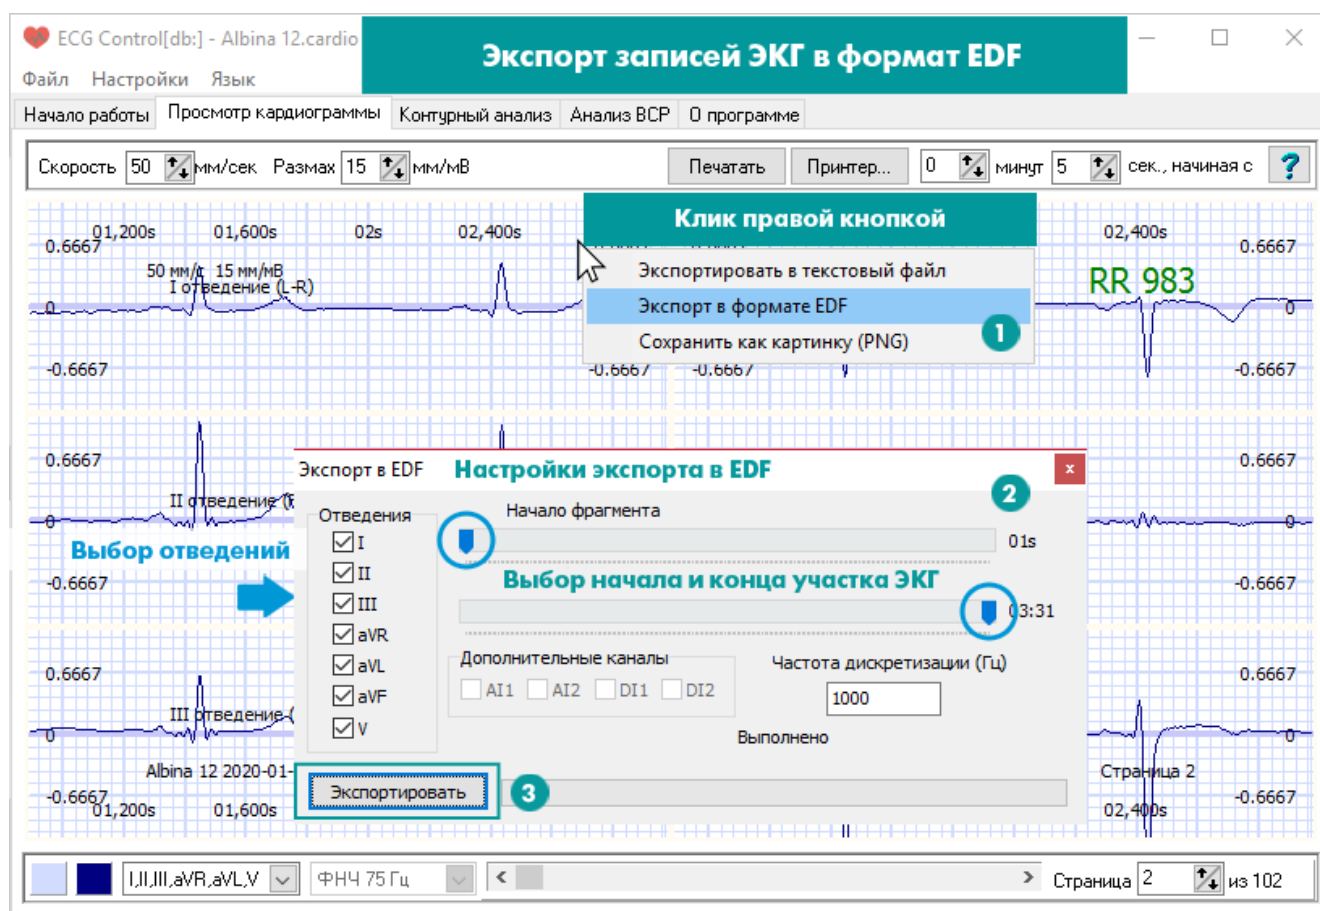 ECG Control[db:] - Albina 12.cardio
Экспорт записей ЭКГ в формат EDF
Файл Настройки Язык
Начало работы Просмотр кардиограммы Контурный анализ Анализ ВСР О программе
Скорость 50 мм/сек Размах 15 мм/мВ Печатать Принтер... 0 минут 5 сек., начиная с ?
Клик правой кнопкой
01,200s 01,600s 02s 02,400s 02,400s
0.6667 0.6667
50 мм/с 15 мм/мВ
I отведение (L-R)
Экспортировать в текстовый файл
Экспорт в формате EDF
Сохранить как картинку (PNG)
1
RR 983
0 0
-0.6667 -0.6667 -0.6667 -0.6667
0.6667 0.6667
Экспорт в EDF Настройки экспорта в EDF x
2
II отведение
0 0
Отведения Начало фрагмента
I 01s
Выбор отведений
II Выбор начала и конца участка ЭКГ
-0.6667 -0.6667
III 03:31
aVR
Дополнительные каналы Частота дискретизации (Гц)
aVL
0.6667 0.6667
AI1 AI2 DI1 DI2 1000
aVF
III отведение
V Выполнено
0 0
Albina 12 2020-01- Страница 2
Экспортировать 3
-0.6667 -0.6667
01,200s 01,600s 02,400s
I,II,III,aVR,aVL,V ФНЧ 75 Гц < > Страница 2 из 102